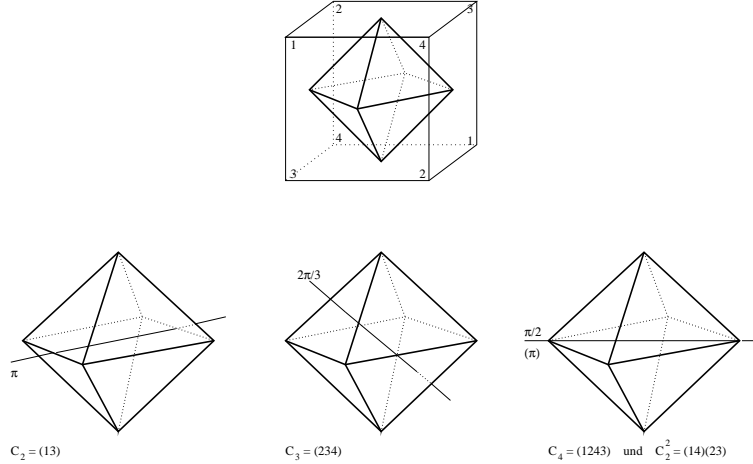 2 3
1 4
4 1
3 2
2π/3
π/2
(π)
π
C₂ = (13)
C₃ = (234)
C₄ = (1243) und C₂² = (14)(23)